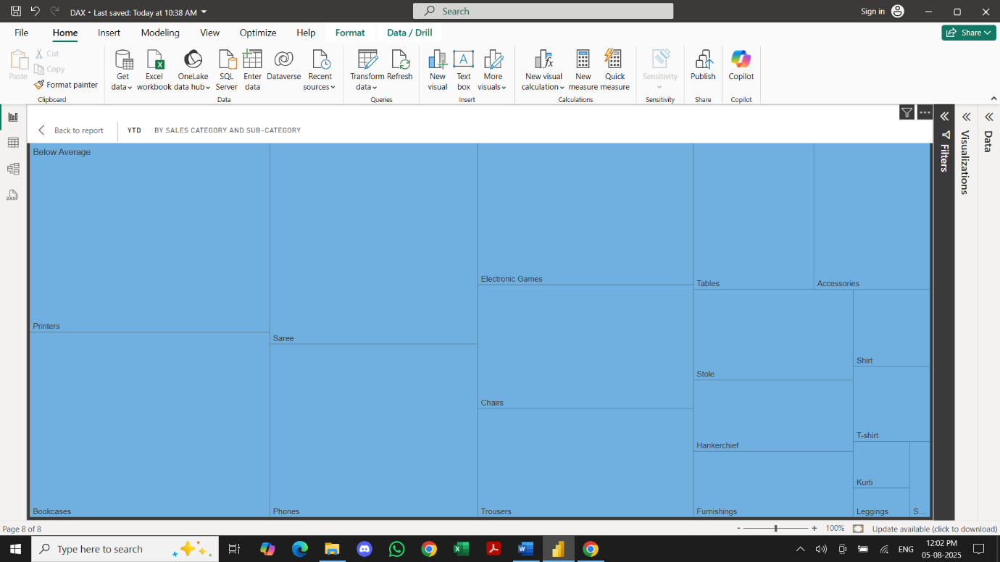 DAX • Last saved: Today at 10:38 AM
Search
Sign in
File Home Insert Modeling View Optimize Help Format Data / Drill
Share
Paste
Cut
Copy
Format painter
Clipboard
Get data
Excel workbook
OneLake data hub
SQL Server
Enter data
Dataverse
Recent sources
Data
Transform data
Refresh
Queries
New visual
Text box
More visuals
Insert
New visual calculation
New measure
Quick measure
Calculations
Sensitivity
Sensitivity
Publish
Share
Copilot
Copilot
DAX
Back to report
YTD BY SALES CATEGORY AND SUB-CATEGORY
Filters
Visualizations
Data
Below Average
Printers
Bookcases
Saree
Phones
Electronic Games
Chairs
Trousers
Tables
Accessories
Stole
Hankerchief
Furnishings
Shirt
T-shirt
Kurti
Leggings
S...
Page 8 of 8
- + 100%
Update available (click to download)
Type here to search
ENG
12:02 PM
05-08-2025